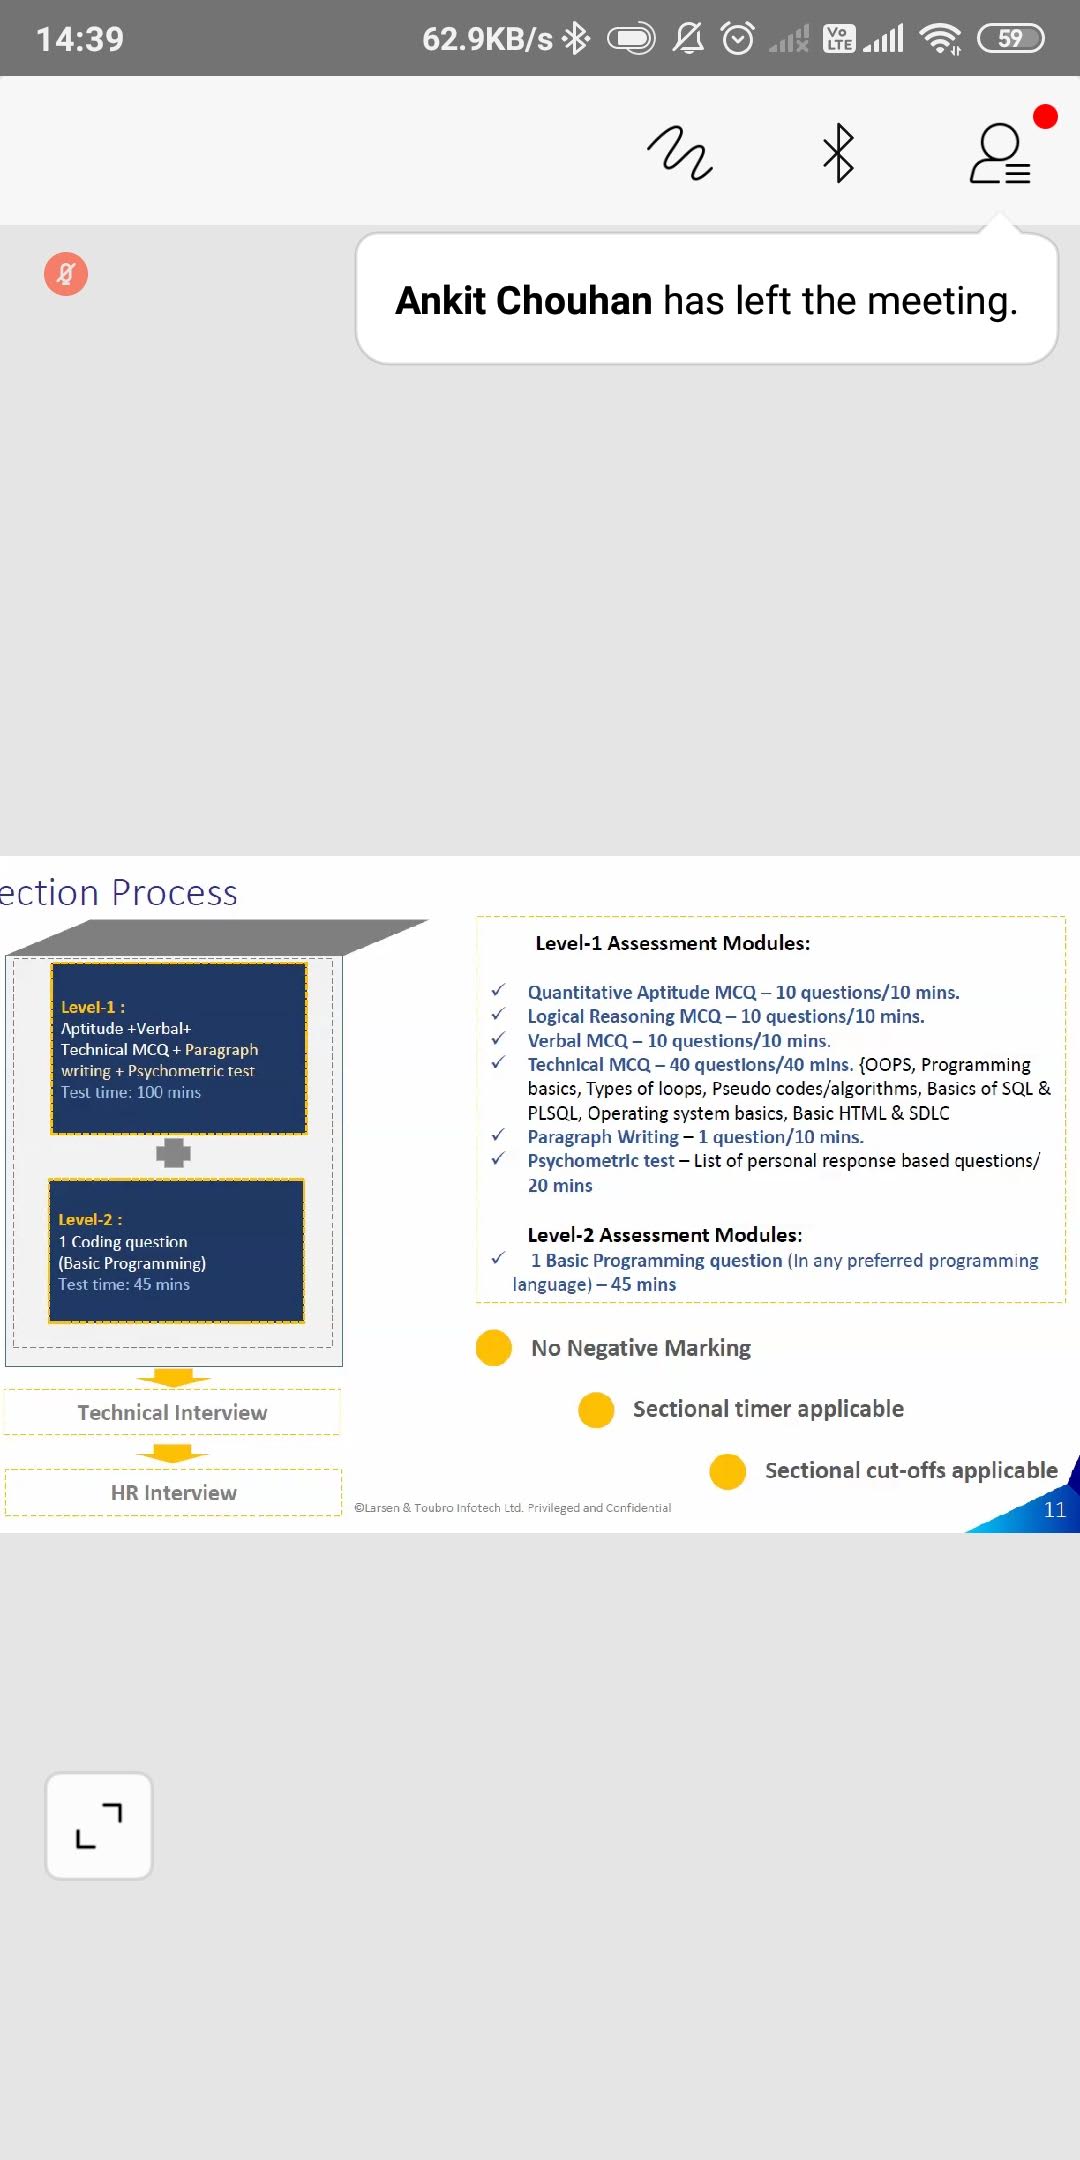 14:39
62.9KB/s
Vo
LTE
59
Ankit Chouhan has left the meeting.
ection Process
Level-1 :
Aptitude +Verbal+
Technical MCQ + Paragraph
writing + Psychometric test
Test time: 100 mins
Level-2 :
1 Coding question
(Basic Programming)
Test time: 45 mins
Technical Interview
HR Interview
Level-1 Assessment Modules:
✓ Quantitative Aptitude MCQ – 10 questions/10 mins.
✓ Logical Reasoning MCQ – 10 questions/10 mins.
✓ Verbal MCQ – 10 questions/10 mins.
✓ Technical MCQ – 40 questions/40 mins. {OOPS, Programming
basics, Types of loops, Pseudo codes/algorithms, Basics of SQL &
PLSQL, Operating system basics, Basic HTML & SDLC
✓ Paragraph Writing – 1 question/10 mins.
✓ Psychometric test – List of personal response based questions/
20 mins
Level-2 Assessment Modules:
✓ 1 Basic Programming question (In any preferred programming
language) – 45 mins
No Negative Marking
Sectional timer applicable
Sectional cut-offs applicable
©Larsen & Toubro Infotech Ltd. Privileged and Confidential
11